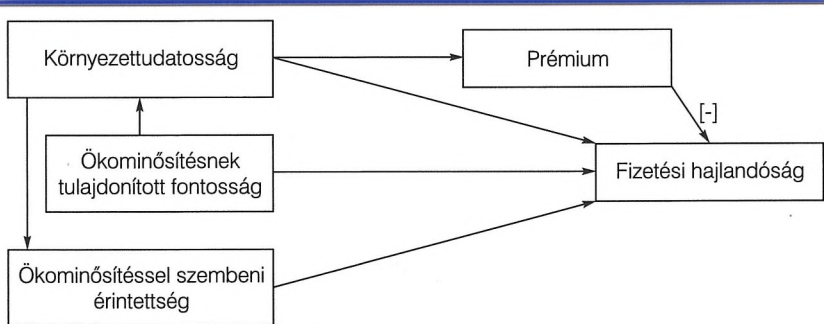 Környezettudatosság
Prémium
[-]
Ökominősítésnek
tulajdonított fontosság
Fizetési hajlandóság
Ökominősítéssel szembeni
érintettség